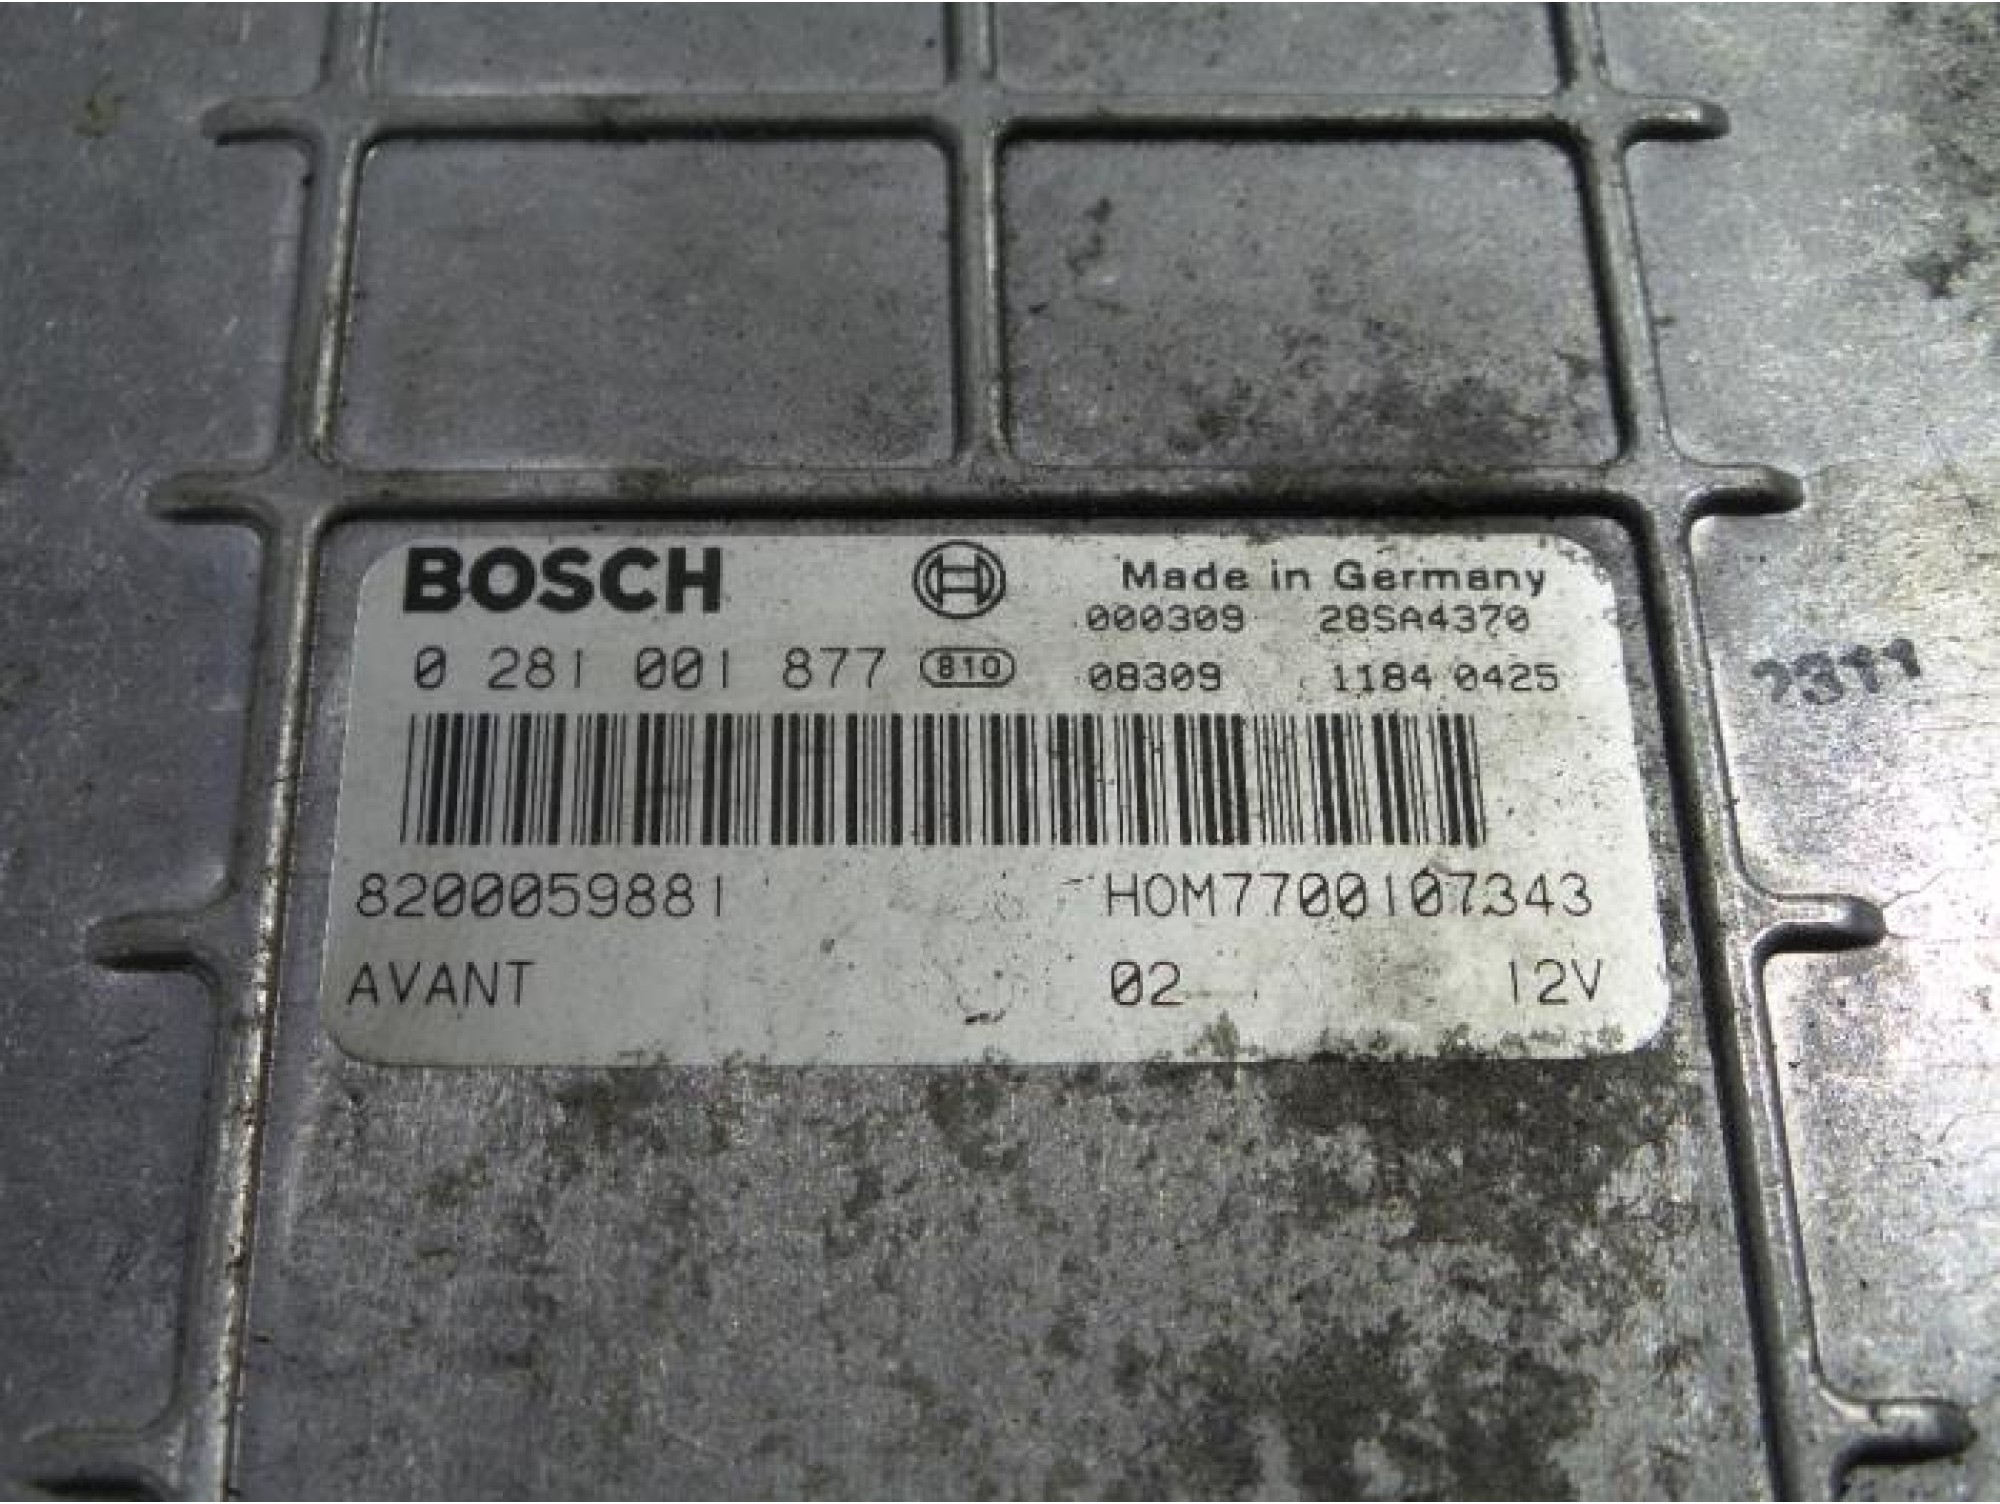 BOSCH
Made in Germany
000309 28SA4370
0 281 001 877 810 08309 1184 0425
8200059881 HOM7700107343
AVANT 02 12V